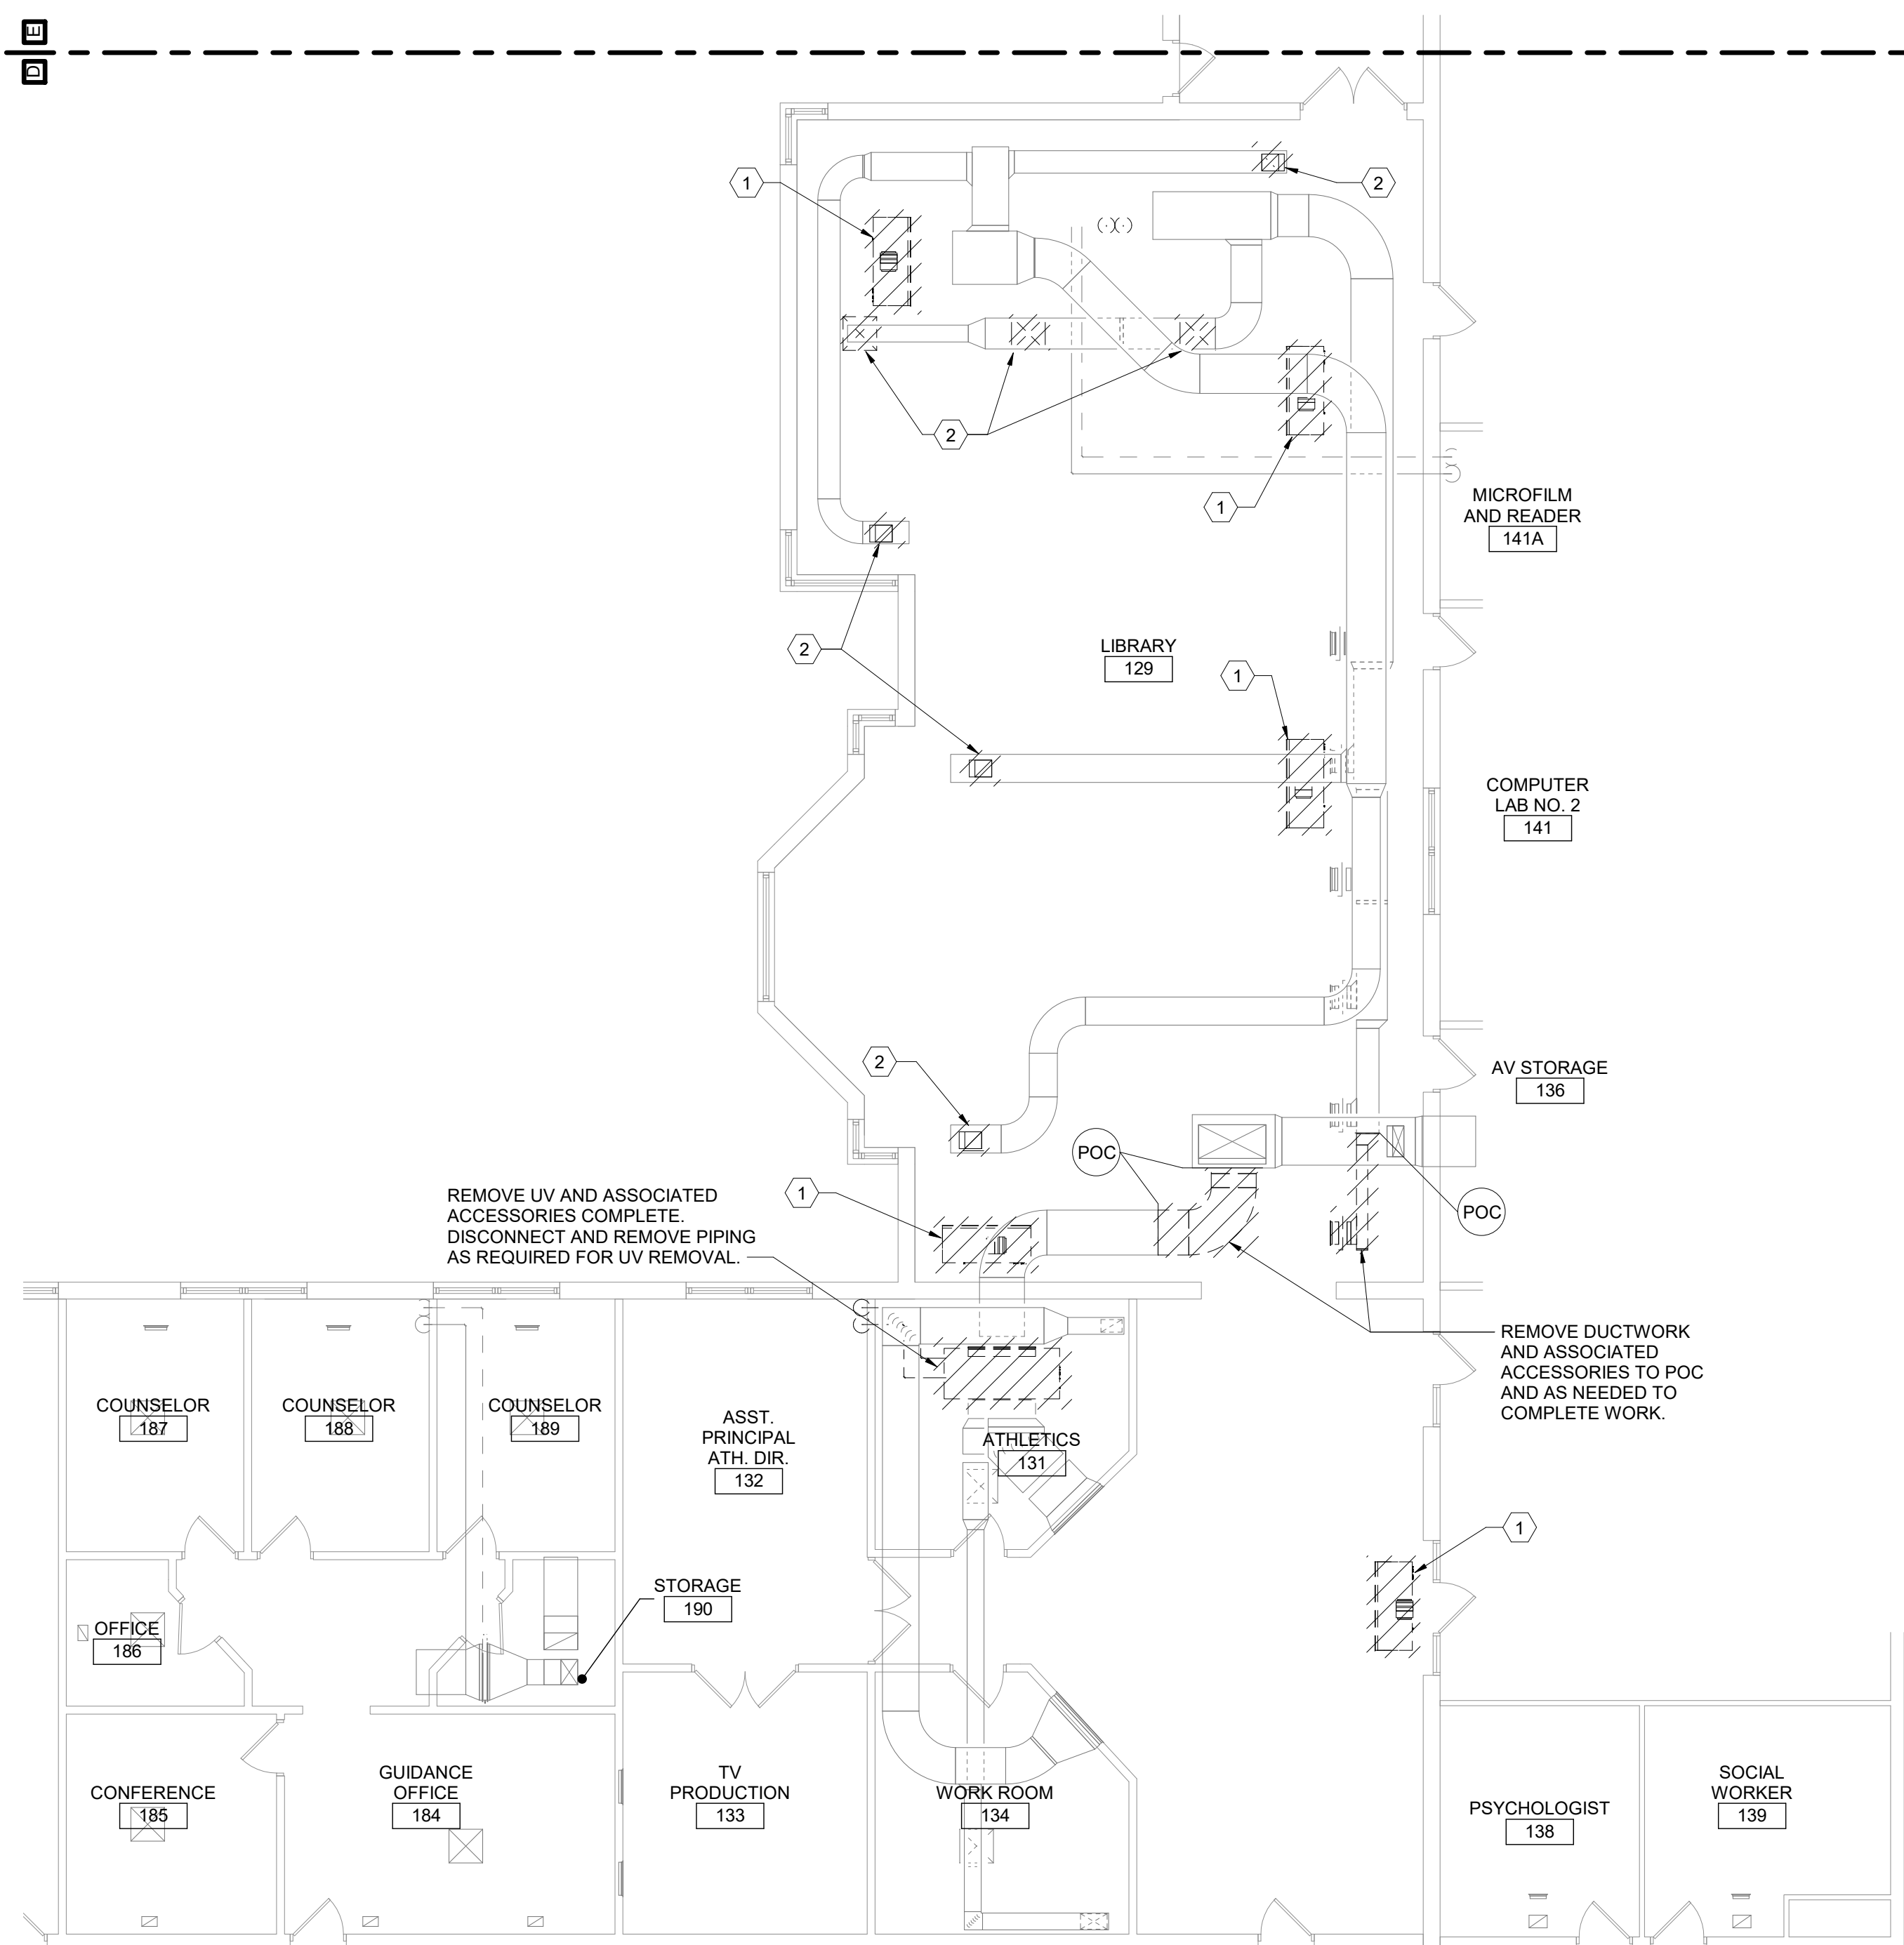 E
D
1
2
2
1
MICROFILM
AND READER
141A
2
LIBRARY
129
1
COMPUTER
LAB NO. 2
141
2
AV STORAGE
136
POC
POC
1
REMOVE UV AND ASSOCIATED
ACCESSORIES COMPLETE.
DISCONNECT AND REMOVE PIPING
AS REQUIRED FOR UV REMOVAL.
REMOVE DUCTWORK
AND ASSOCIATED
ACCESSORIES TO POC
AND AS NEEDED TO
COMPLETE WORK.
COUNSELOR
187
COUNSELOR
188
COUNSELOR
189
ASST.
PRINCIPAL
ATH. DIR.
132
ATHLETICS
131
1
STORAGE
190
OFFICE
186
CONFERENCE
185
GUIDANCE
OFFICE
184
TV
PRODUCTION
133
WORK ROOM
134
PSYCHOLOGIST
138
SOCIAL
WORKER
139